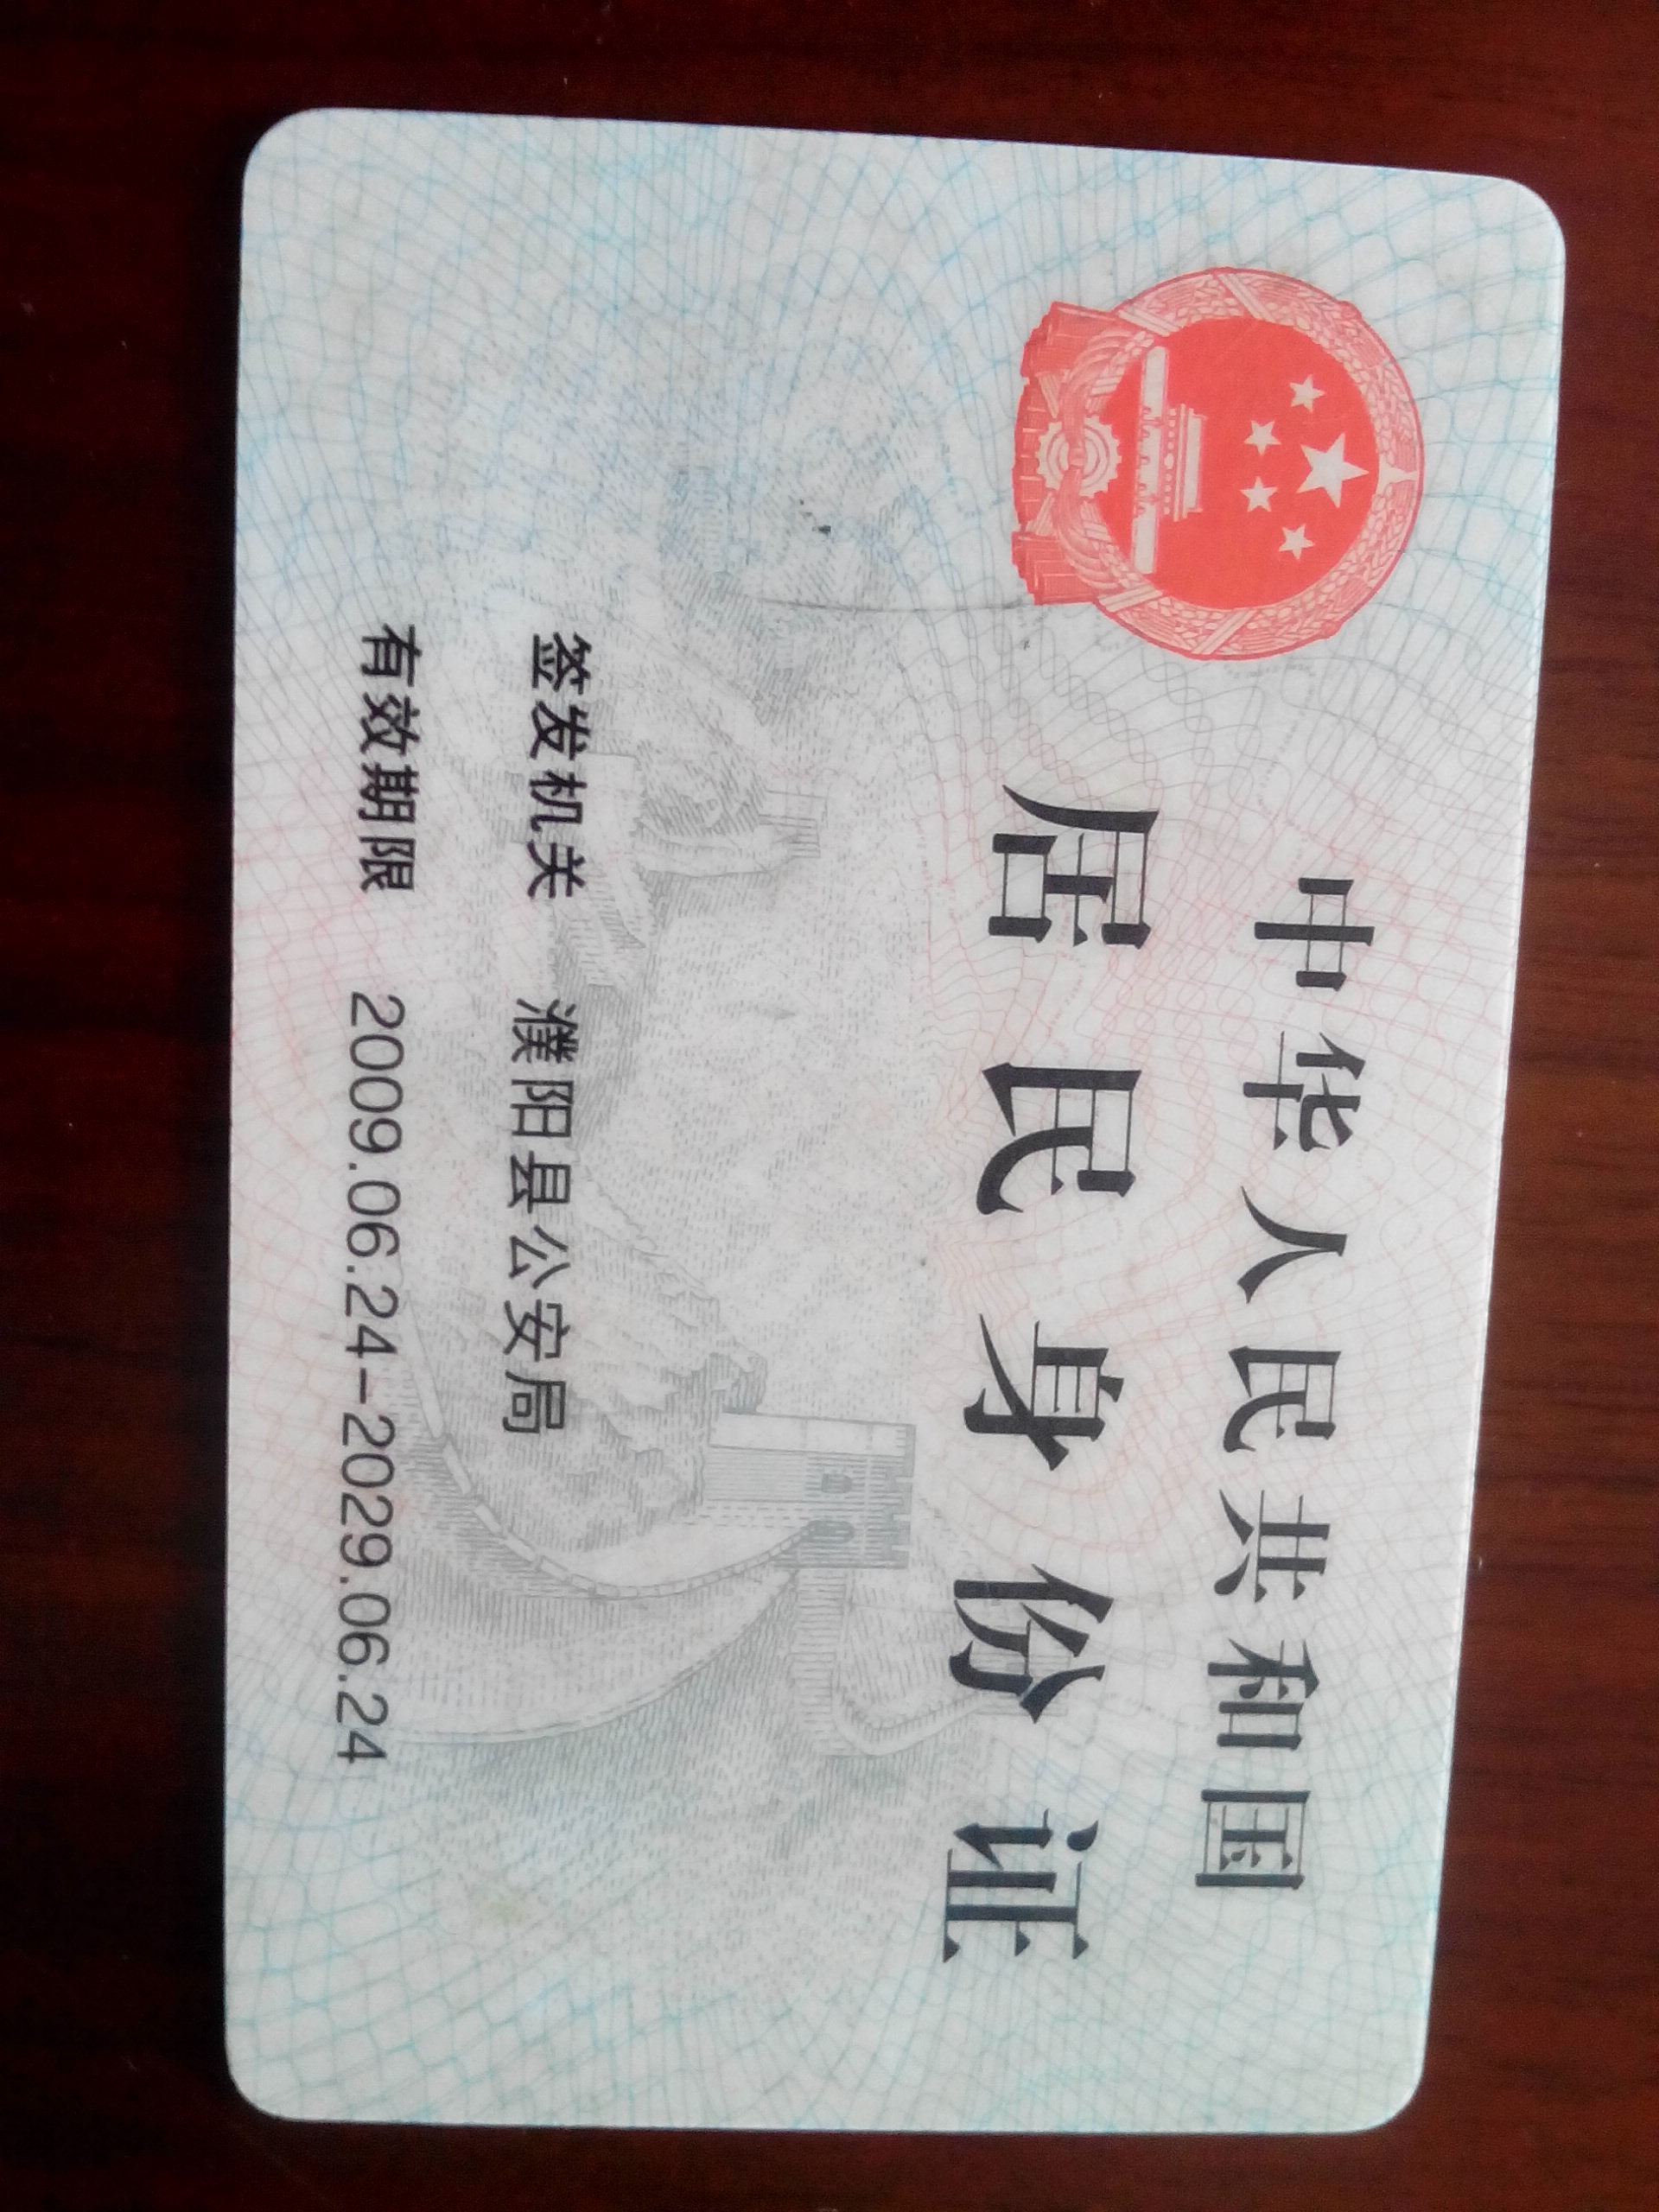 中华人民共和国
居民身份证
签发机关 濮阳县公安局
有效期限 2009.06.24-2029.06.24